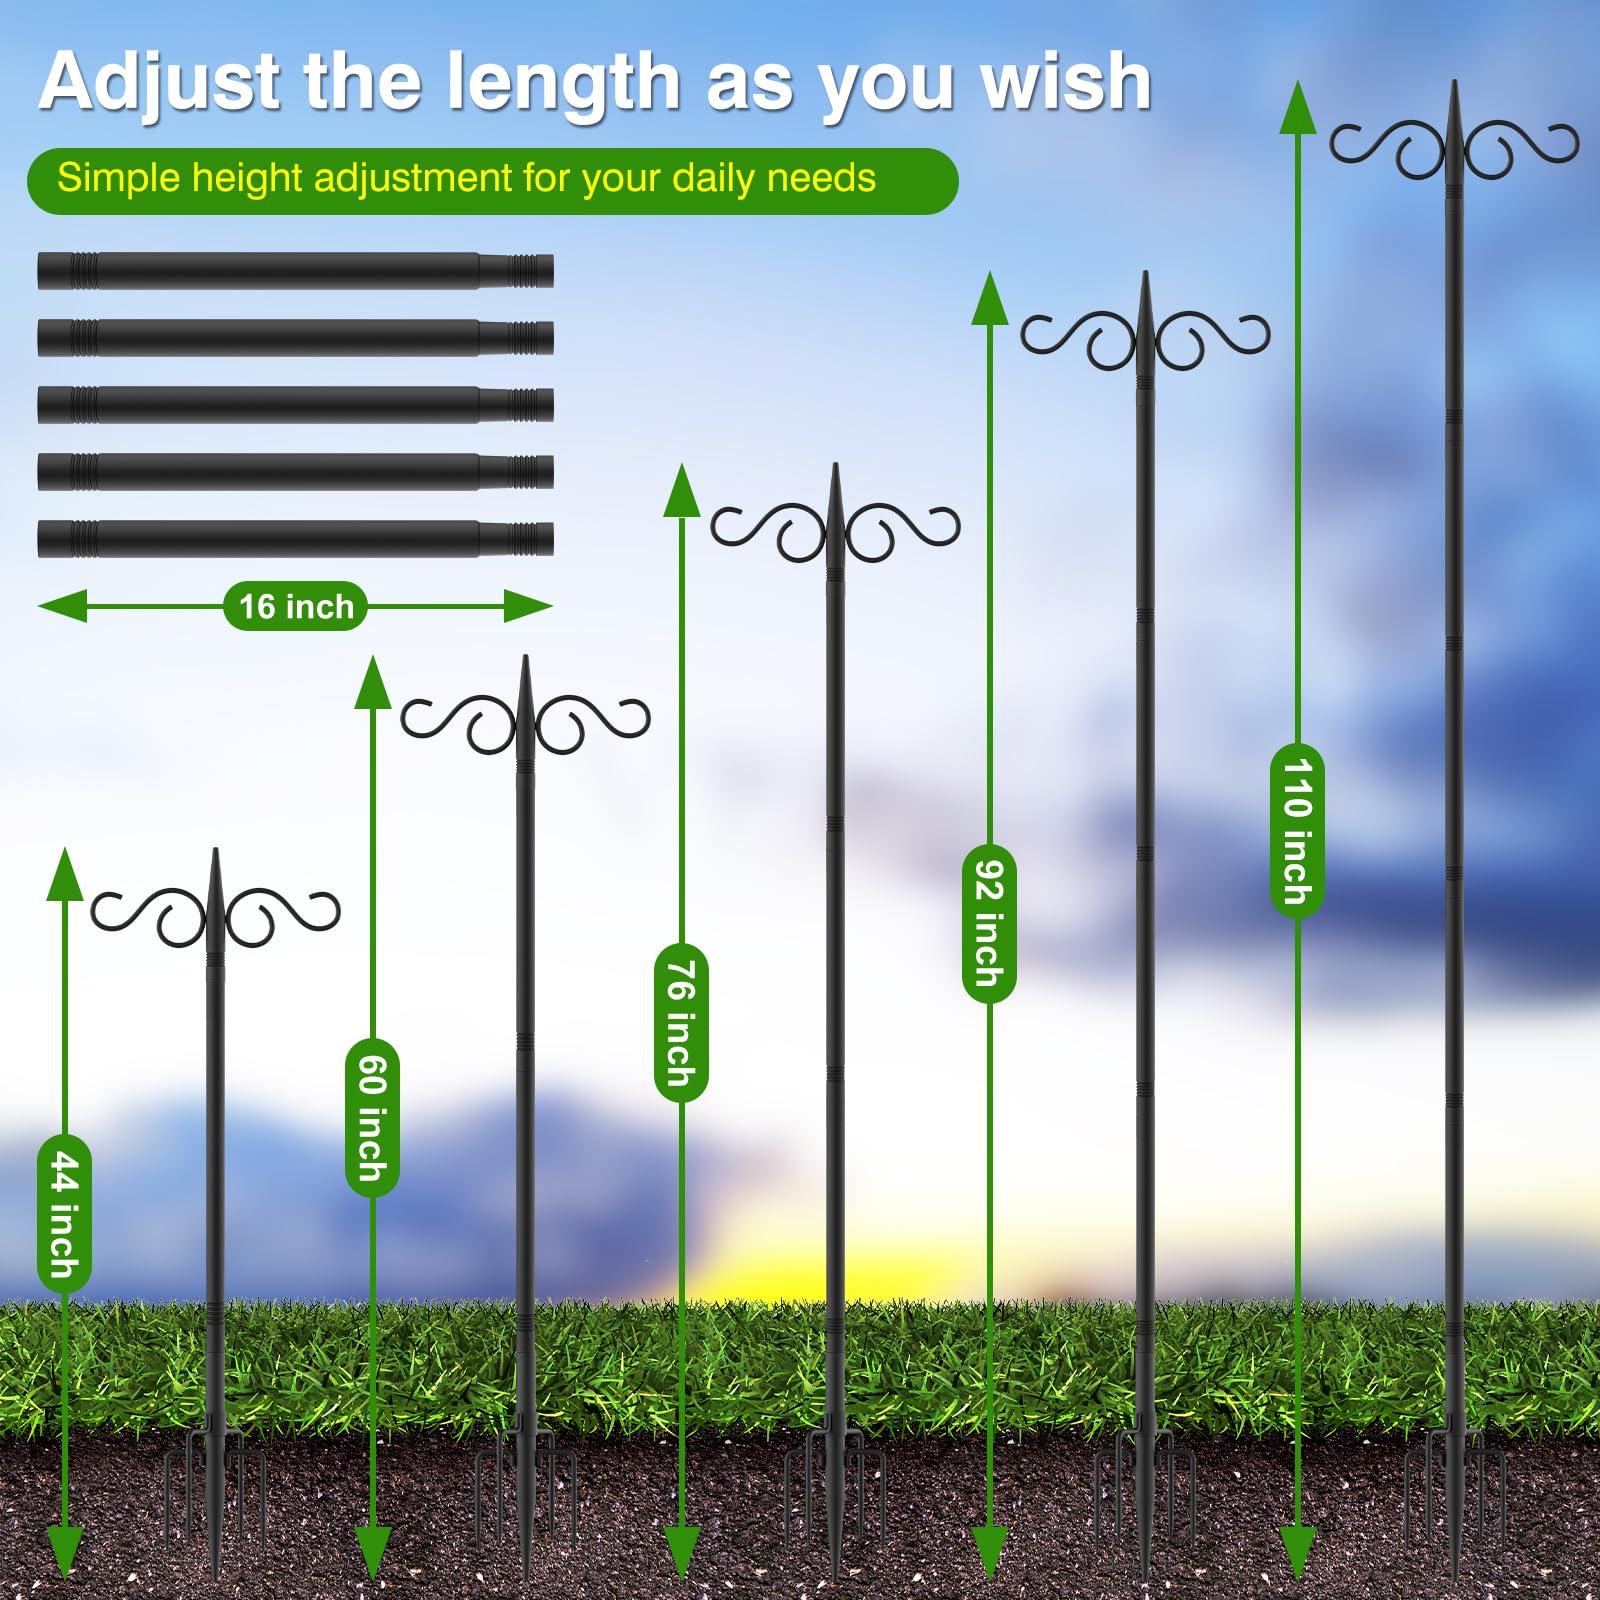 Adjust the length as you wish
Simple height adjustment for your daily needs
16 inch
44 inch
60 inch
76 inch
92 inch
110 inch